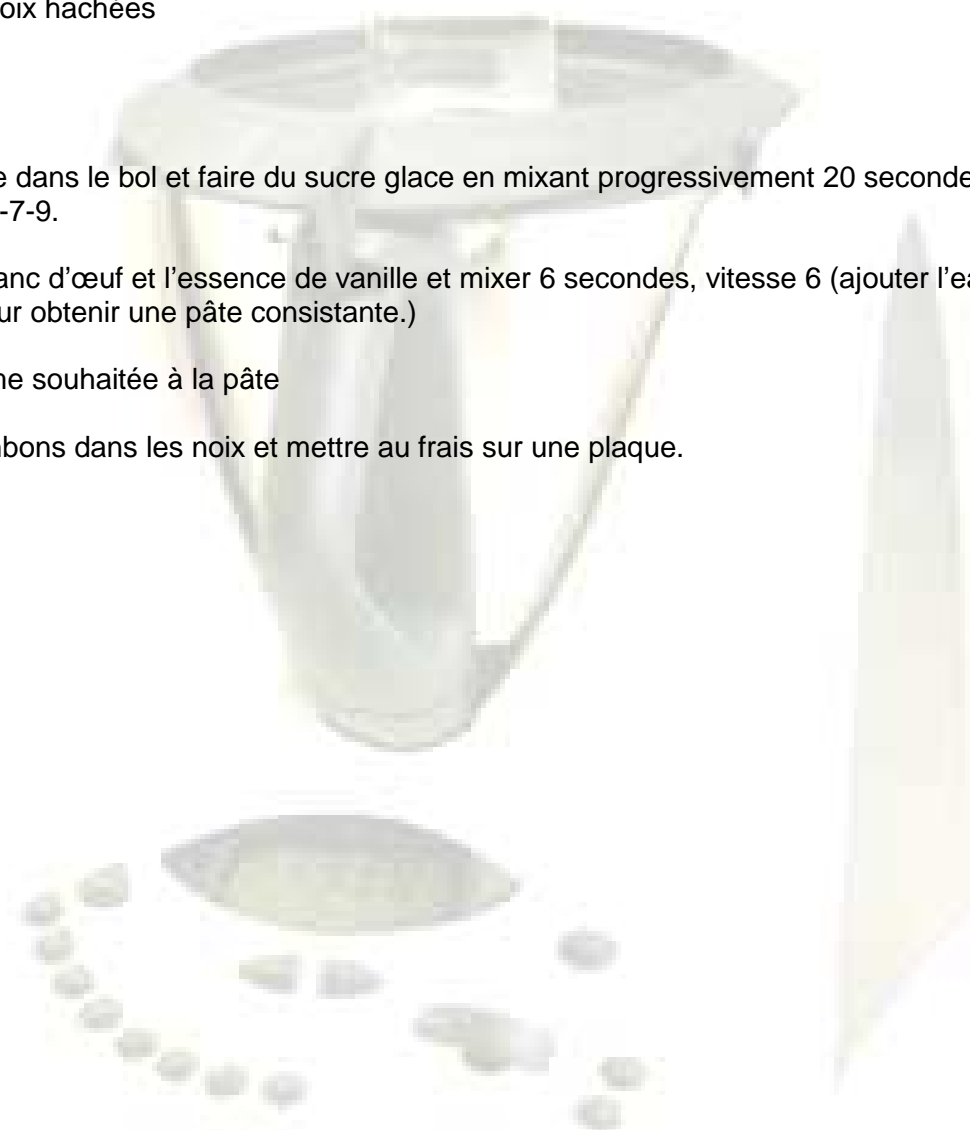 oix hachées
e dans le bol et faire du sucre glace en mixant progressivement 20 seconde
-7-9.
anc d'œuf et l'essence de vanille et mixer 6 secondes, vitesse 6 (ajouter l'ea
ur obtenir une pâte consistante.)
ne souhaitée à la pâte
nbons dans les noix et mettre au frais sur une plaque.